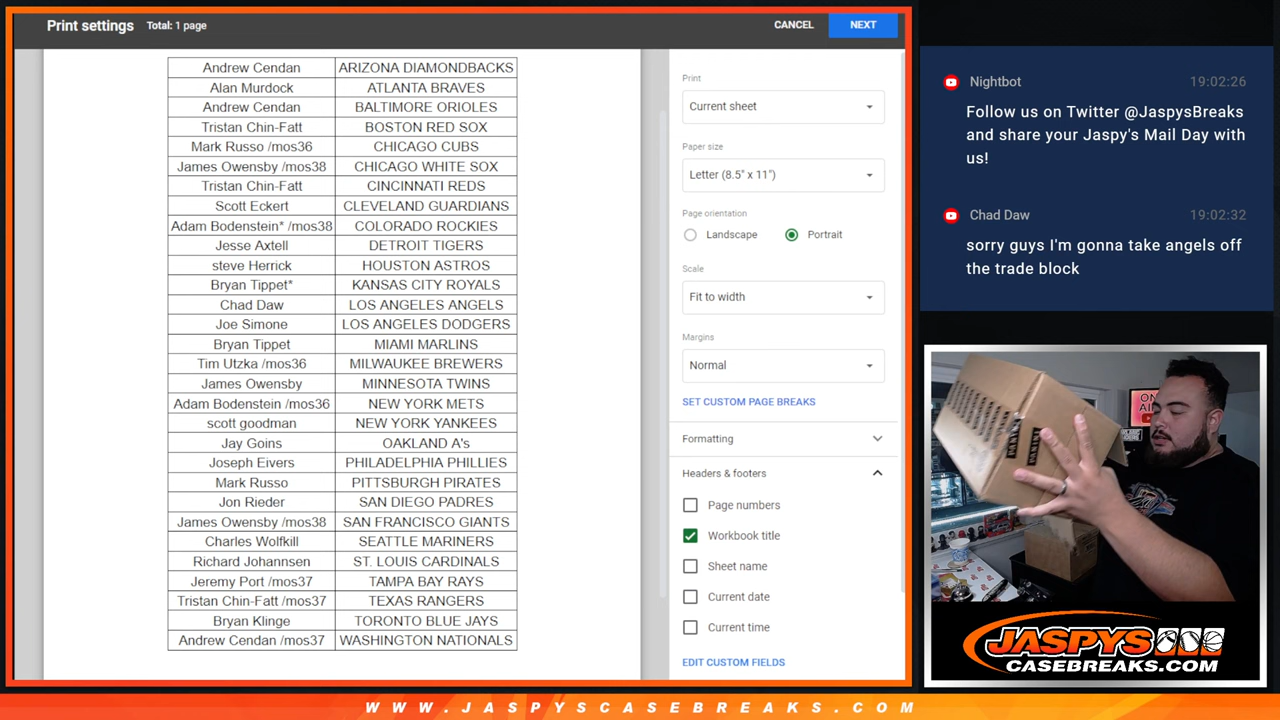 Print settings Total: 1 page
CANCEL NEXT
Andrew Cendan ARIZONA DIAMONDBACKS
Alan Murdock ATLANTA BRAVES
Andrew Cendan BALTIMORE ORIOLES
Tristan Chin-Fatt BOSTON RED SOX
Mark Russo /mos36 CHICAGO CUBS
James Owensby /mos38 CHICAGO WHITE SOX
Tristan Chin-Fatt CINCINNATI REDS
Scott Eckert CLEVELAND GUARDIANS
Adam Bodenstein* /mos38 COLORADO ROCKIES
Jesse Axtell DETROIT TIGERS
steve Herrick HOUSTON ASTROS
Bryan Tippet* KANSAS CITY ROYALS
Chad Daw LOS ANGELES ANGELS
Joe Simone LOS ANGELES DODGERS
Bryan Tippet MIAMI MARLINS
Tim Utzka /mos36 MILWAUKEE BREWERS
James Owensby MINNESOTA TWINS
Adam Bodenstein /mos36 NEW YORK METS
scott goodman NEW YORK YANKEES
Jay Goins OAKLAND A's
Joseph Eivers PHILADELPHIA PHILLIES
Mark Russo PITTSBURGH PIRATES
Jon Rieder SAN DIEGO PADRES
James Owensby /mos38 SAN FRANCISCO GIANTS
Charles Wolfkill SEATTLE MARINERS
Richard Johannsen ST. LOUIS CARDINALS
Jeremy Port /mos37 TAMPA BAY RAYS
Tristan Chin-Fatt /mos37 TEXAS RANGERS
Bryan Klinge TORONTO BLUE JAYS
Andrew Cendan /mos37 WASHINGTON NATIONALS
Print
Current sheet
Paper size
Letter (8.5" x 11")
Page orientation
Landscape Portrait
Scale
Fit to width
Margins
Normal
SET CUSTOM PAGE BREAKS
Formatting
Headers & footers
Page numbers
Workbook title
Sheet name
Current date
Current time
EDIT CUSTOM FIELDS
Nightbot 19:02:26
Follow us on Twitter @JaspysBreaks
and share your Jaspy's Mail Day with
us!
Chad Daw 19:02:32
sorry guys I'm gonna take angels off
the trade block
JASPYS
CASEBREAKS.COM
WWW.JASPYSCASEBREAKS.COM